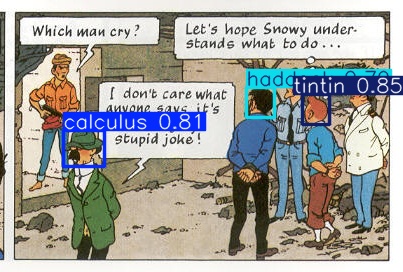 Which man cry?
Let's hope Snowy under-
stands what to do...
I don't care what
anyone says, it's
stupid joke!
calculus 0.81
tintin 0.85